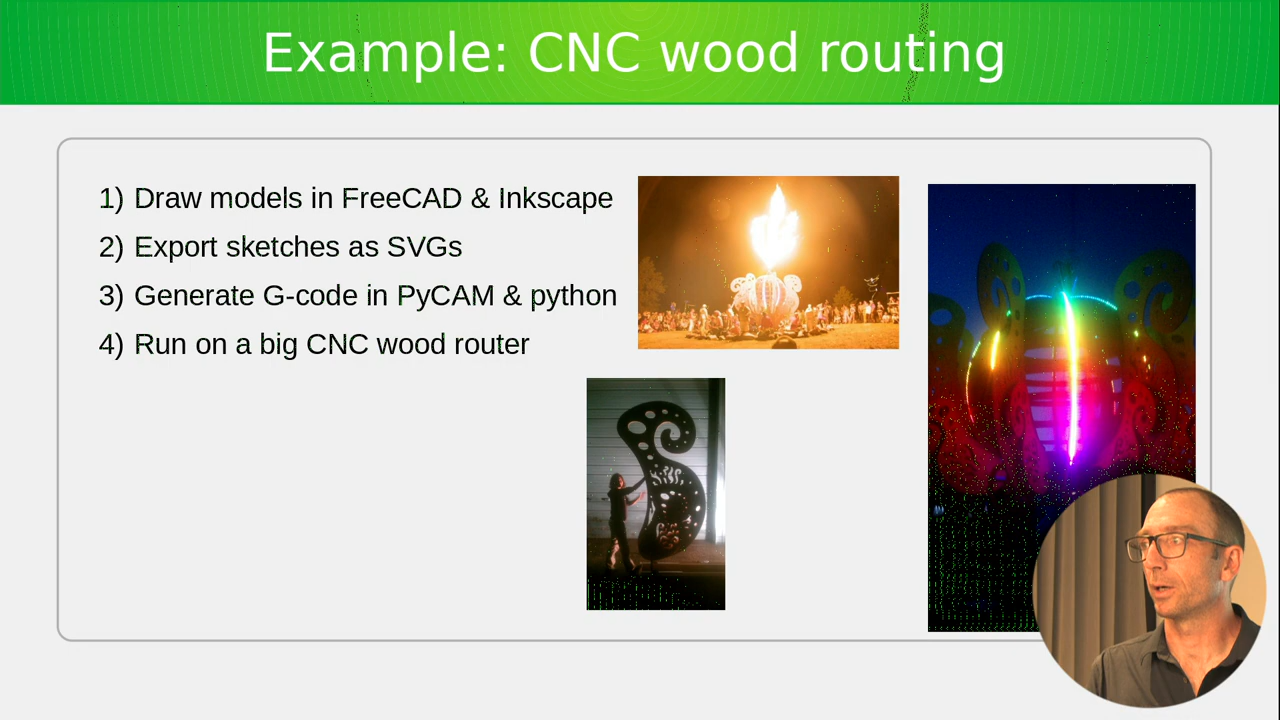 Example: CNC wood routing
1) Draw models in FreeCAD & Inkscape
2) Export sketches as SVGs
3) Generate G-code in PyCAM & python
4) Run on a big CNC wood router